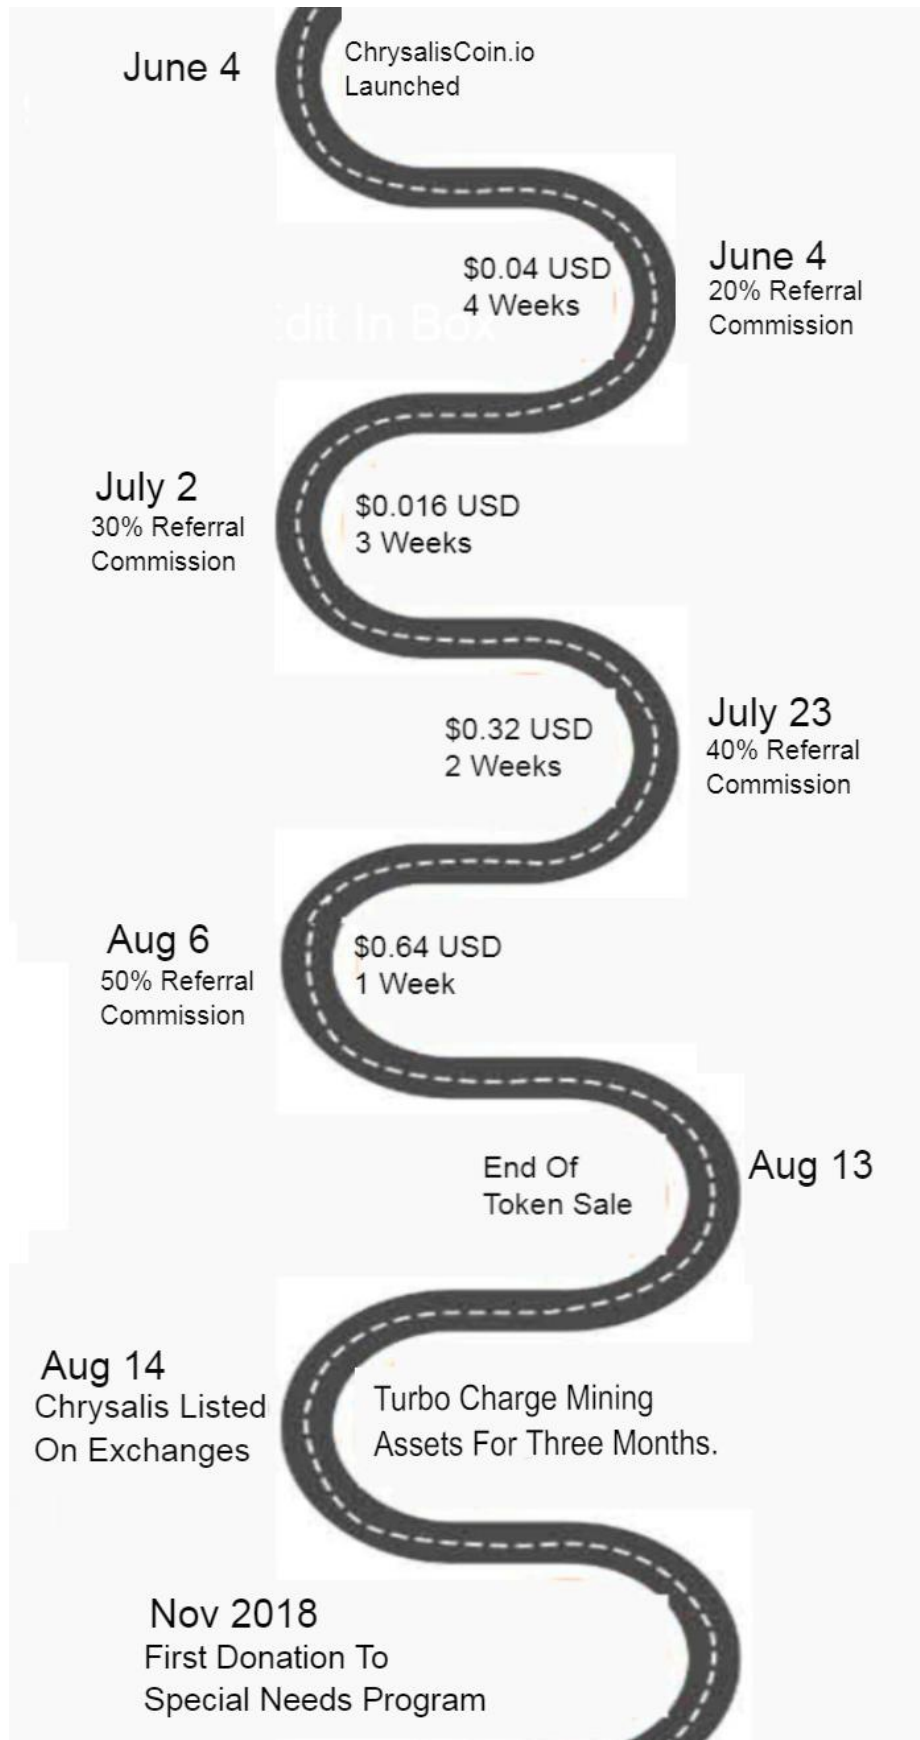 June 4
ChrysalisCoin.io
Launched
$0.04 USD
4 Weeks
June 4
20% Referral
Commission
dit In Box
July 2
30% Referral
Commission
$0.016 USD
3 Weeks
$0.32 USD
2 Weeks
July 23
40% Referral
Commission
Aug 6
50% Referral
Commission
$0.64 USD
1 Week
End Of
Token Sale
Aug 13
Aug 14
Chrysalis Listed
On Exchanges
Turbo Charge Mining
Assets For Three Months.
Nov 2018
First Donation To
Special Needs Program